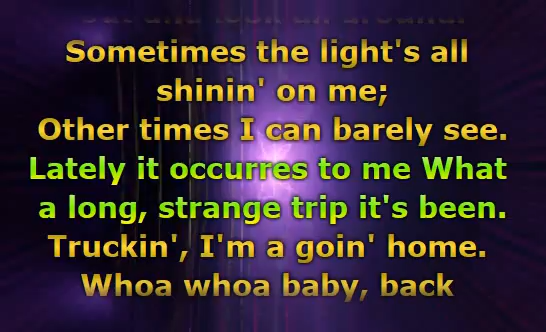 Sometimes the light's all
shinin' on me;
Other times I can barely see.
Lately it occurres to me What
a long, strange trip it's been.
Truckin', I'm a goin' home.
Whoa whoa baby, back